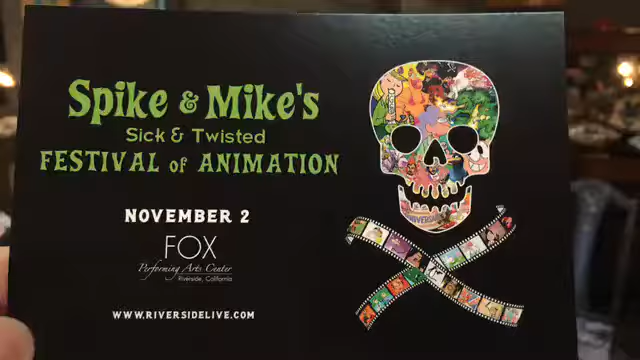 Spike & Mike's
Sick & Twisted
FESTIVAL of ANIMATION
NOVEMBER 2
FOX
Performing Arts Center
Riverside, California
WWW.RIVERSIDELIVE.COM